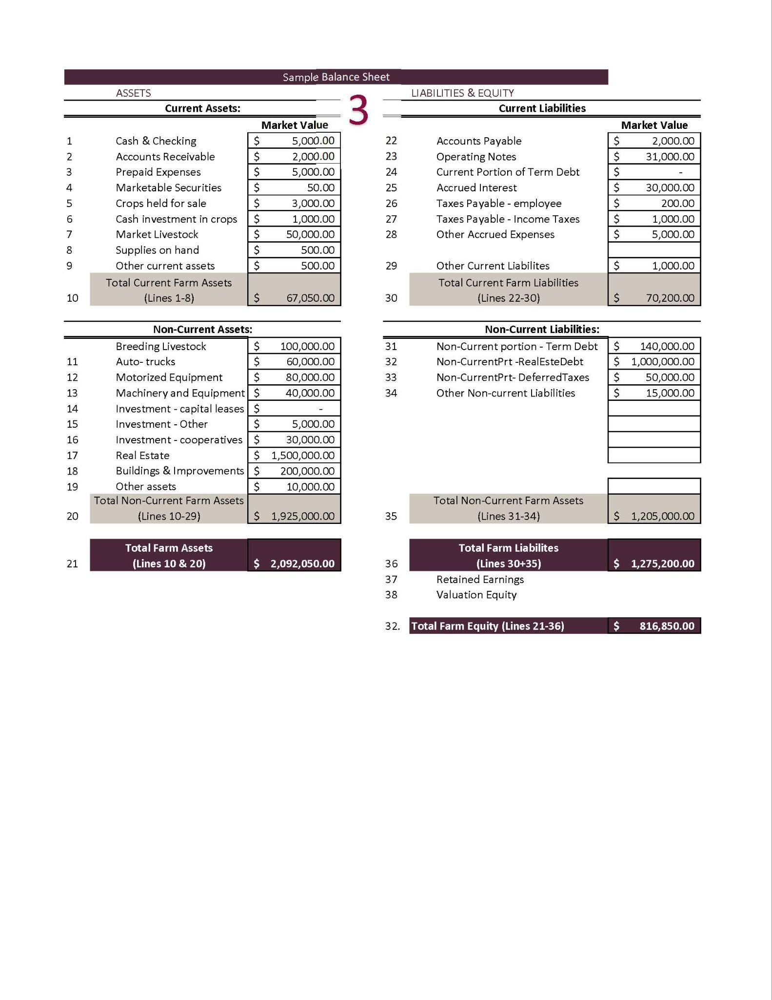 Sample Balance Sheet
3
ASSETS
Current Assets:
Market Value
1 Cash & Checking $ 5,000.00
2 Accounts Receivable $ 2,000.00
3 Prepaid Expenses $ 5,000.00
4 Marketable Securities $ 50.00
5 Crops held for sale $ 3,000.00
6 Cash investment in crops $ 1,000.00
7 Market Livestock $ 50,000.00
8 Supplies on hand $ 500.00
9 Other current assets $ 500.00
Total Current Farm Assets
10 (Lines 1-8) $ 67,050.00
Non-Current Assets:
Breeding Livestock $ 100,000.00
11 Auto- trucks $ 60,000.00
12 Motorized Equipment $ 80,000.00
13 Machinery and Equipment $ 40,000.00
14 Investment - capital leases $ -
15 Investment - Other $ 5,000.00
16 Investment - cooperatives $ 30,000.00
17 Real Estate $ 1,500,000.00
18 Buildings & Improvements $ 200,000.00
19 Other assets $ 10,000.00
Total Non-Current Farm Assets
20 (Lines 10-29) $ 1,925,000.00
Total Farm Assets
21 (Lines 10 & 20) $ 2,092,050.00
LIABILITIES & EQUITY
Current Liabilities
Market Value
22 Accounts Payable $ 2,000.00
23 Operating Notes $ 31,000.00
24 Current Portion of Term Debt $ -
25 Accrued Interest $ 30,000.00
26 Taxes Payable - employee $ 200.00
27 Taxes Payable - Income Taxes $ 1,000.00
28 Other Accrued Expenses $ 5,000.00
29 Other Current Liabilites $ 1,000.00
Total Current Farm Liabilities
30 (Lines 22-30) $ 70,200.00
Non-Current Liabilities:
31 Non-Current portion - Term Debt $ 140,000.00
32 Non-CurrentPrt -RealEsteDebt $ 1,000,000.00
33 Non-CurrentPrt- DeferredTaxes $ 50,000.00
34 Other Non-current Liabilities $ 15,000.00
Total Non-Current Farm Assets
35 (Lines 31-34) $ 1,205,000.00
Total Farm Liabilites
36 (Lines 30+35) $ 1,275,200.00
37 Retained Earnings
38 Valuation Equity
32. Total Farm Equity (Lines 21-36) $ 816,850.00